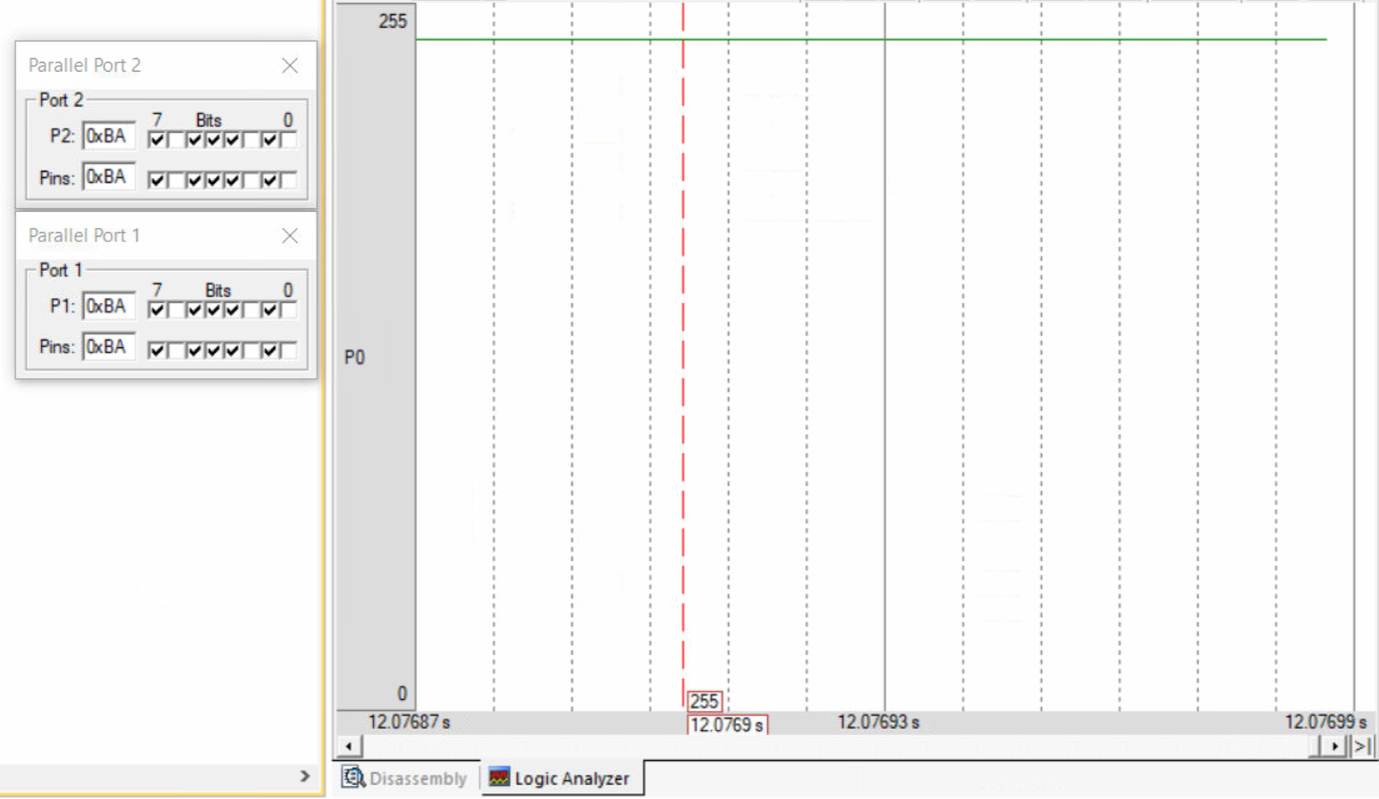 Parallel Port 2
Port 2
7 Bits 0
P2: 0xBA
Pins: 0xBA
Parallel Port 1
Port 1
7 Bits 0
P1: 0xBA
Pins: 0xBA
255
P0
0
255
12.07687 s 12.0769 s 12.07693 s 12.07699 s
Disassembly Logic Analyzer